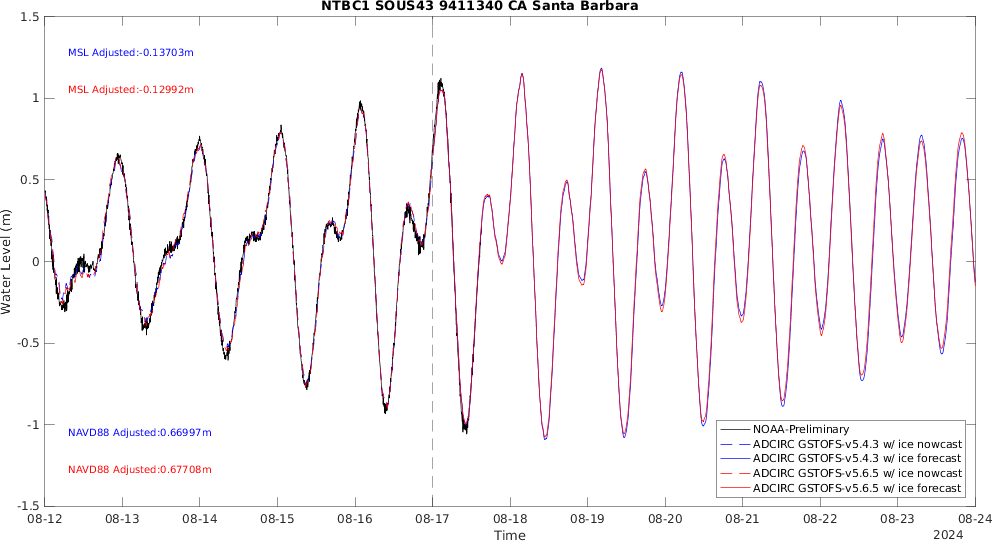 NTBC1 SOUS43 9411340 CA Santa Barbara
1.5
MSL Adjusted:-0.13703m
1
MSL Adjusted:-0.12992m
0.5
Water Level (m)
0
-0.5
-1
NAVD88 Adjusted:0.66997m
NAVD88 Adjusted:0.67708m
-1.5
NOAA-Preliminary
ADCIRC GSTOFS-v5.4.3 w/ ice nowcast
ADCIRC GSTOFS-v5.4.3 w/ ice forecast
ADCIRC GSTOFS-v5.6.5 w/ ice nowcast
ADCIRC GSTOFS-v5.6.5 w/ ice forecast
08-12 08-13 08-14 08-15 08-16 08-17 08-18 08-19 08-20 08-21 08-22 08-23 08-24
Time
2024